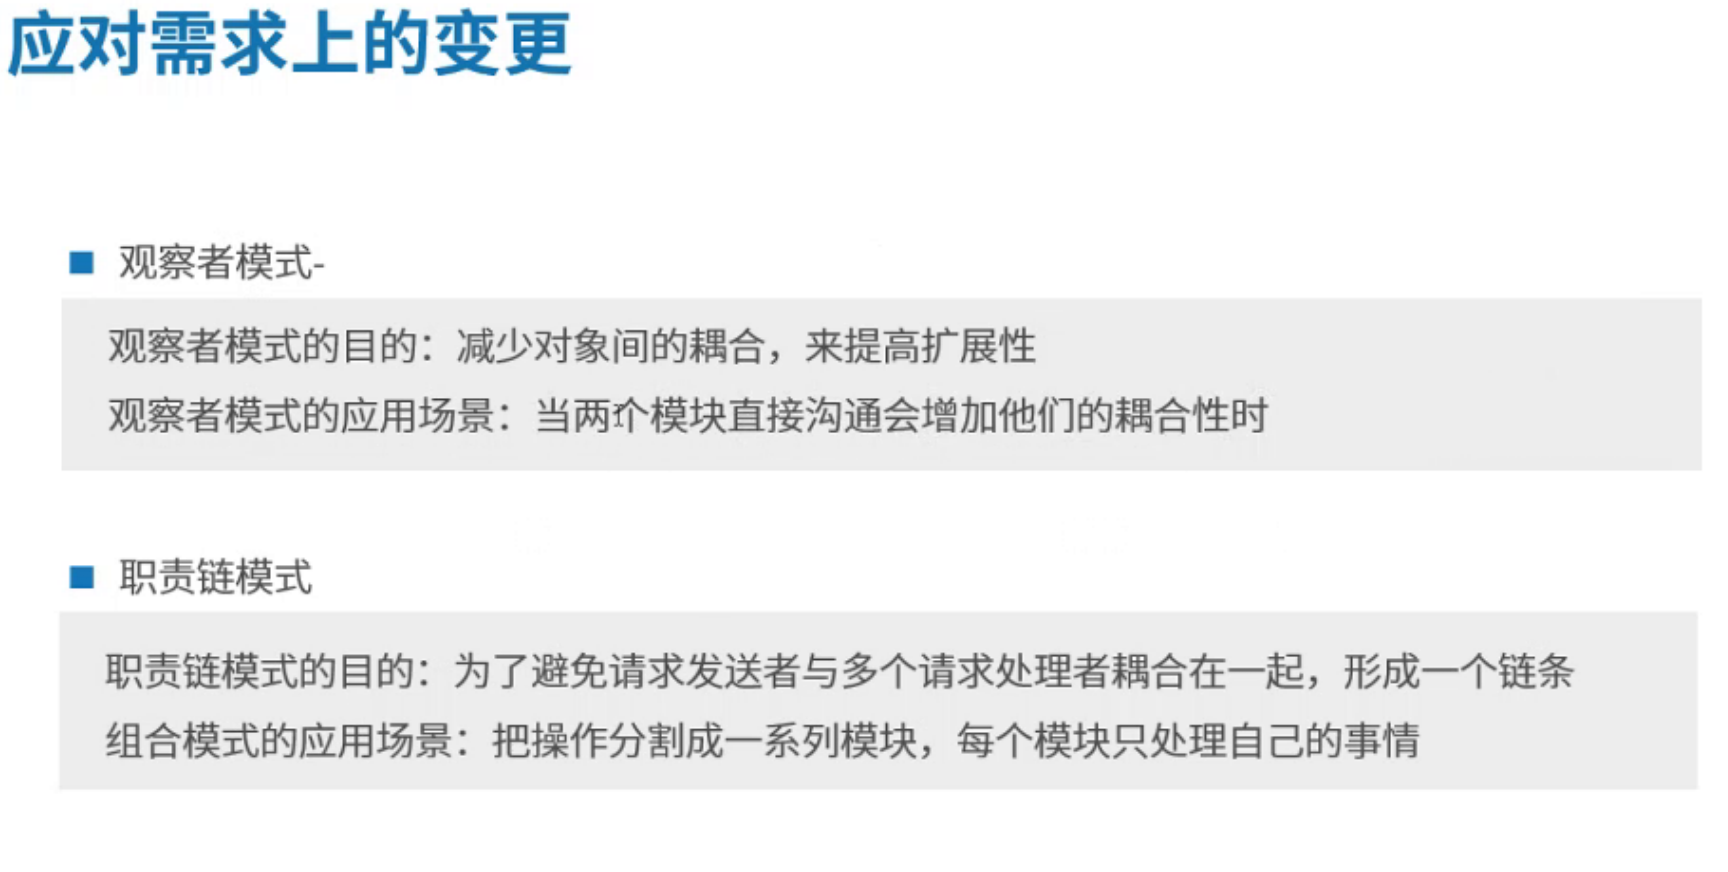 应对需求上的变更
观察者模式-
观察者模式的目的：减少对象间的耦合，来提高扩展性
观察者模式的应用场景：当两个模块直接沟通会增加他们的耦合性时
职责链模式
职责链模式的目的：为了避免请求发送者与多个请求处理者耦合在一起，形成一个链条
组合模式的应用场景：把操作分割成一系列模块，每个模块只处理自己的事情